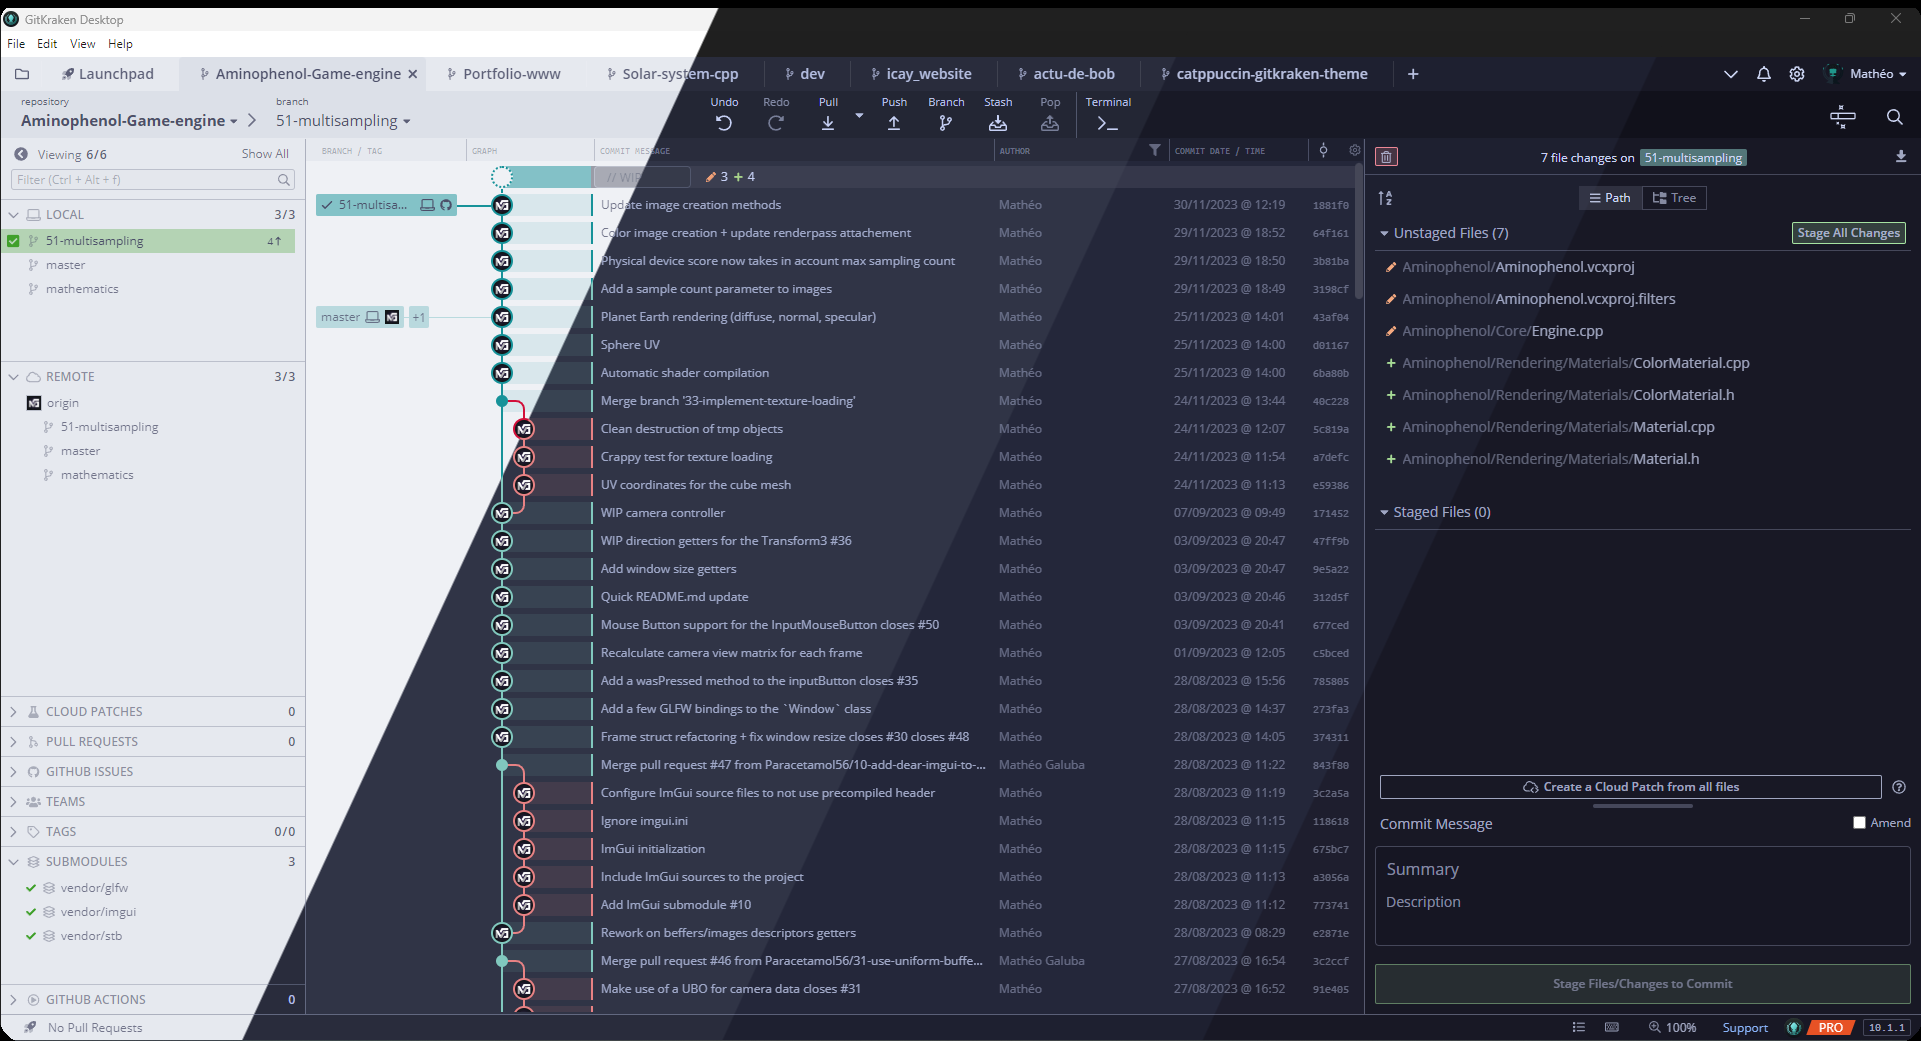 GitKraken Desktop
File Edit View Help
Launchpad Aminophenol-Game-engine Portfolio-www Solar-system-cpp dev icay_website actu-de-bob catppuccin-gitkraken-theme + Mathéo
repository branch
Aminophenol-Game-engine 51-multisampling
Undo Redo Pull Push Branch Stash Pop Terminal
Viewing 6/6 Show All
Filter (Ctrl + Alt + f)
LOCAL 3/3
51-multisampling 4↑
master
mathematics
REMOTE 3/3
origin
51-multisampling
master
mathematics
CLOUD PATCHES 0
PULL REQUESTS 0
GITHUB ISSUES
TEAMS
TAGS 0/0
SUBMODULES 3
vendor/glfw
vendor/imgui
vendor/stb
GITHUB ACTIONS 0
No Pull Requests
BRANCH / TAG GRAPH COMMIT MESSAGE AUTHOR COMMIT DATE / TIME
// WIP 3 + 4
51-multisa... Update image creation methods Mathéo 30/11/2023 @ 12:19 1881f0
Color image creation + update renderpass attachement Mathéo 29/11/2023 @ 18:52 64f161
Physical device score now takes in account max sampling count Mathéo 29/11/2023 @ 18:50 3b81ba
Add a sample count parameter to images Mathéo 29/11/2023 @ 18:49 3198cf
master +1 Planet Earth rendering (diffuse, normal, specular) Mathéo 25/11/2023 @ 14:01 43af04
Sphere UV Mathéo 25/11/2023 @ 14:00 d01167
Automatic shader compilation Mathéo 25/11/2023 @ 14:00 6ba80b
Merge branch '33-implement-texture-loading' Mathéo 24/11/2023 @ 13:44 40c228
Clean destruction of tmp objects Mathéo 24/11/2023 @ 12:07 5c819a
Crappy test for texture loading Mathéo 24/11/2023 @ 11:54 a7defc
UV coordinates for the cube mesh Mathéo 24/11/2023 @ 11:13 e59386
WIP camera controller Mathéo 07/09/2023 @ 09:49 171452
WIP direction getters for the Transform3 #36 Mathéo 03/09/2023 @ 20:47 47ff9b
Add window size getters Mathéo 03/09/2023 @ 20:47 9e5a22
Quick README.md update Mathéo 03/09/2023 @ 20:46 312d5f
Mouse Button support for the InputMouseButton closes #50 Mathéo 03/09/2023 @ 20:41 677ced
Recalculate camera view matrix for each frame Mathéo 01/09/2023 @ 12:05 c5bced
Add a wasPressed method to the inputButton closes #35 Mathéo 28/08/2023 @ 15:56 785805
Add a few GLFW bindings to the `Window` class Mathéo 28/08/2023 @ 14:37 273fa3
Frame struct refactoring + fix window resize closes #30 closes #48 Mathéo 28/08/2023 @ 14:05 374311
Merge pull request #47 from Paracetamol56/10-add-dear-imgui-to-... Mathéo Galuba 28/08/2023 @ 11:22 843f80
Configure ImGui source files to not use precompiled header Mathéo 28/08/2023 @ 11:19 3c2a5a
Ignore imgui.ini Mathéo 28/08/2023 @ 11:15 118618
ImGui initialization Mathéo 28/08/2023 @ 11:15 675bc7
Include ImGui sources to the project Mathéo 28/08/2023 @ 11:13 a3056a
Add ImGui submodule #10 Mathéo 28/08/2023 @ 11:12 773741
Rework on beffers/images descriptors getters Mathéo 28/08/2023 @ 08:29 e2871e
Merge pull request #46 from Paracetamol56/31-use-uniform-buffe... Mathéo Galuba 27/08/2023 @ 16:54 3c2ccf
Make use of a UBO for camera data closes #31 Mathéo 27/08/2023 @ 16:52 91e405
7 file changes on 51-multisampling
Path Tree
Unstaged Files (7) Stage All Changes
Aminophenol/Aminophenol.vcxproj
Aminophenol/Aminophenol.vcxproj.filters
Aminophenol/Core/Engine.cpp
+ Aminophenol/Rendering/Materials/ColorMaterial.cpp
+ Aminophenol/Rendering/Materials/ColorMaterial.h
+ Aminophenol/Rendering/Materials/Material.cpp
+ Aminophenol/Rendering/Materials/Material.h
Staged Files (0)
Create a Cloud Patch from all files
Commit Message Amend
Summary
Description
Stage Files/Changes to Commit
100% Support PRO 10.1.1